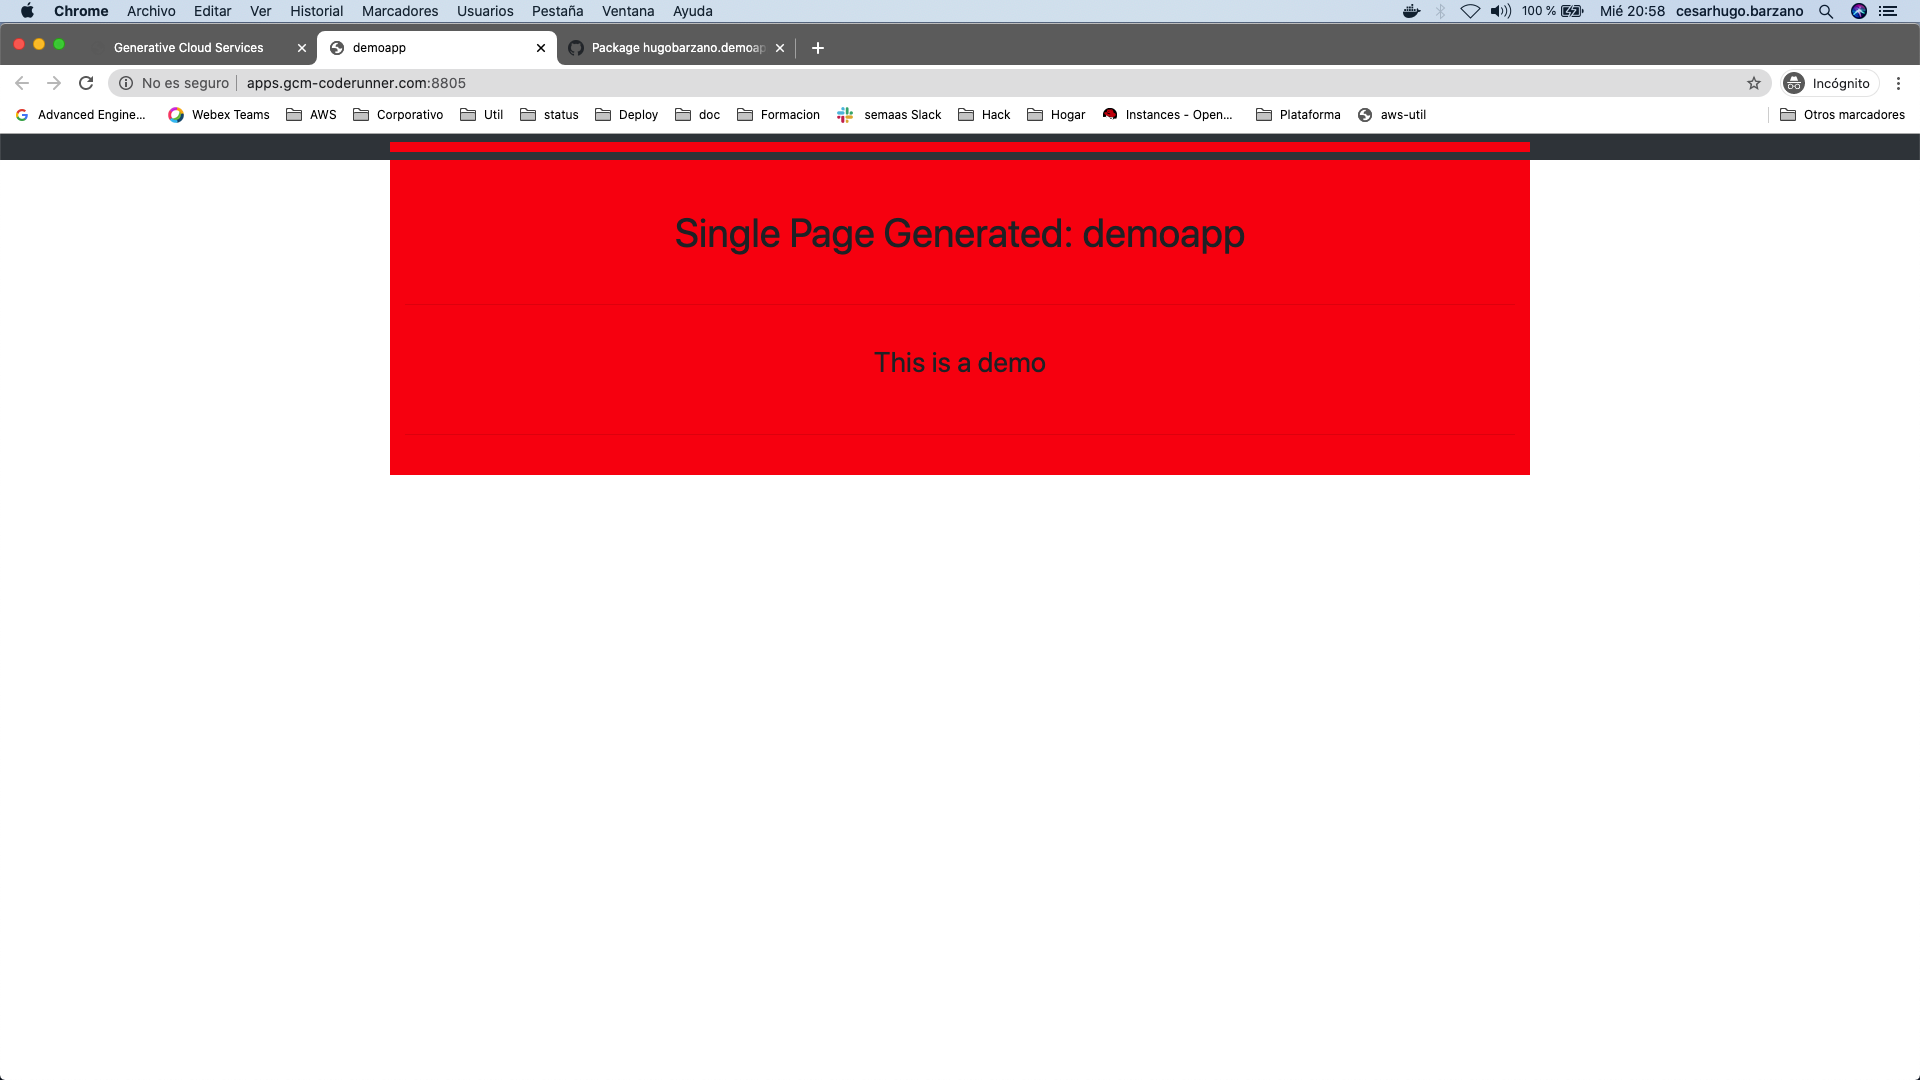 Chrome Archivo Editar Ver Historial Marcadores Usuarios Pestaña Ventana Ayuda 100 % Mié 20:58 cesarhugo.barzano
Generative Cloud Services demoapp Package hugobarzano.demoap
No es seguro apps.gcm-coderunner.com:8805 Incógnito
Advanced Engine... Webex Teams AWS Corporativo Util status Deploy doc Formacion semaas Slack Hack Hogar Instances - Open... Plataforma aws-util Otros marcadores
Single Page Generated: demoapp
This is a demo